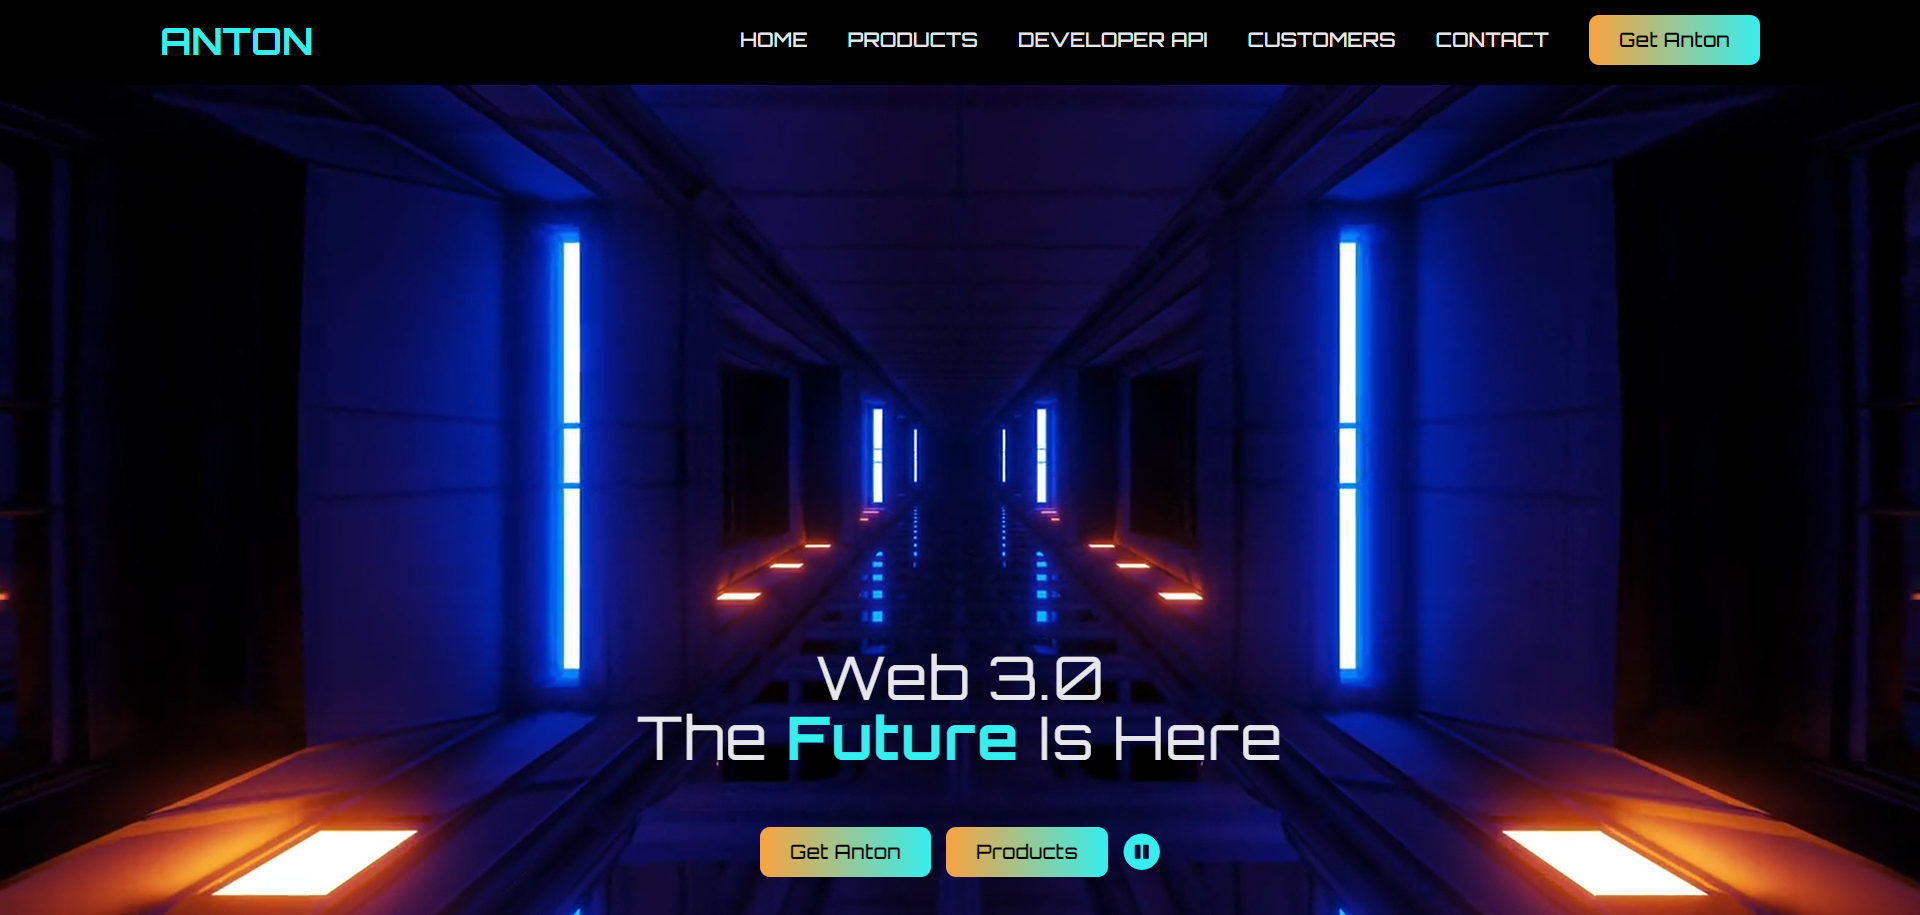 ANTON
HOME PRODUCTS DEVELOPER API CUSTOMERS CONTACT Get Anton
Web 3.0
The Future Is Here
Get Anton Products